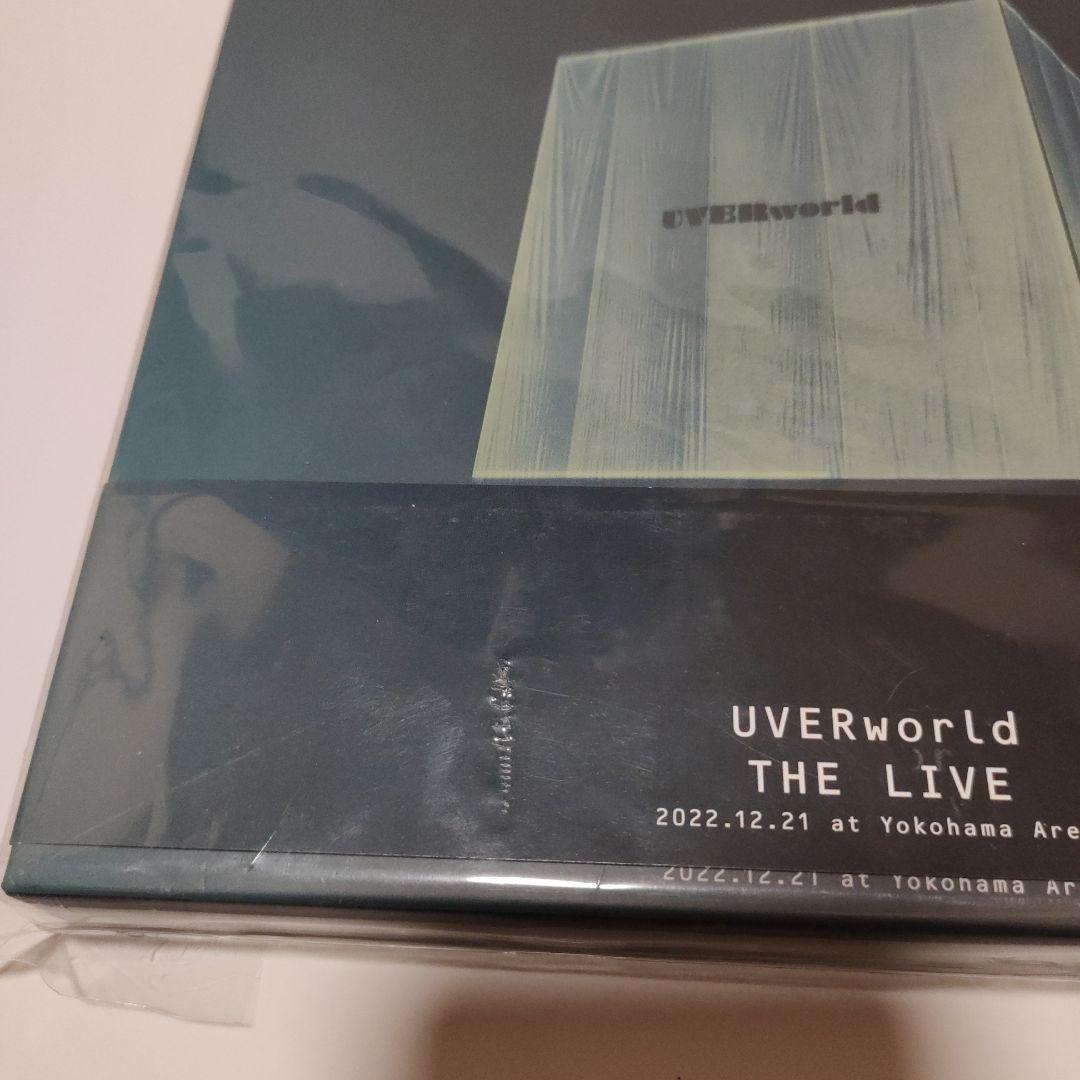 UVERworld
UVERworld
THE LIVE
2022.12.21 at Yokohama Are
2022.12.21 at Yokohama Ar